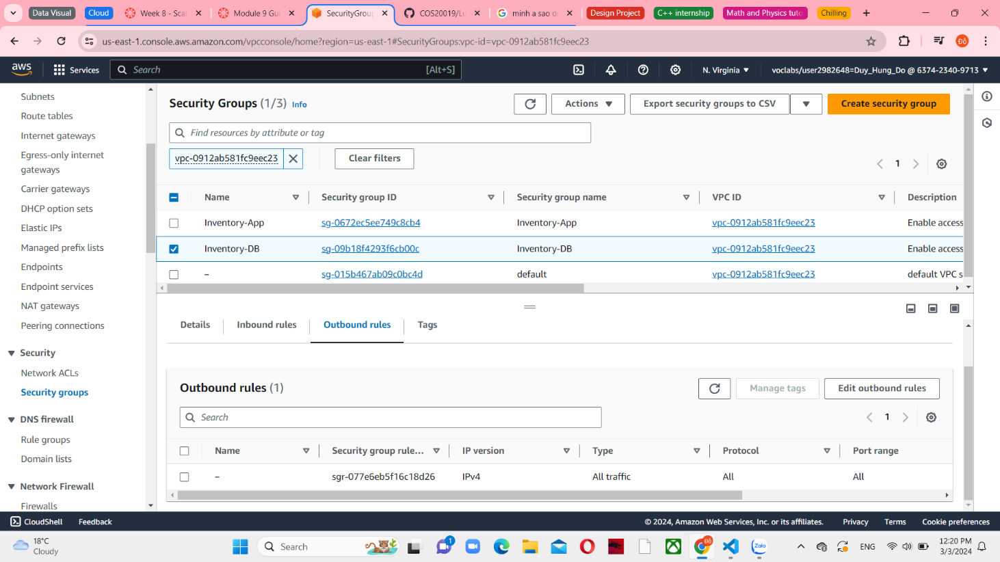 Data Visual
Cloud
Week 8 - Scal
Module 9 Gui
SecurityGroup
COS20019/Lu
minh a sao de
Design Project
C++ internship
Math and Physics tuto
Chilling
us-east-1.console.aws.amazon.com/vpcconsole/home?region=us-east-1#SecurityGroups:vpc-id=vpc-0912ab581fc9eec23
Đỗ
aws
Services
Search
[Alt+S]
N. Virginia
voclabs/user2982648=Duy_Hung_Do @ 6374-2340-9713
Subnets
Route tables
Internet gateways
Egress-only internet
gateways
Carrier gateways
DHCP option sets
Elastic IPs
Managed prefix lists
Endpoints
Endpoint services
NAT gateways
Peering connections
Security
Network ACLs
Security groups
DNS firewall
Rule groups
Domain lists
Network Firewall
Firewalls
Security Groups (1/3) Info
Actions
Export security groups to CSV
Create security group
Find resources by attribute or tag
vpc-0912ab581fc9eec23
Clear filters
1
Name Security group ID Security group name VPC ID Description
Inventory-App sg-0672ec5ee749c8cb4 Inventory-App vpc-0912ab581fc9eec23 Enable access
Inventory-DB sg-09b18f4293f6cb00c Inventory-DB vpc-0912ab581fc9eec23 Enable access
– sg-015b467ab09c0bc4d default vpc-0912ab581fc9eec23 default VPC s
Details
Inbound rules
Outbound rules
Tags
Outbound rules (1)
Manage tags
Edit outbound rules
Search
1
Name Security group rule... IP version Type Protocol Port range
– sgr-077e6eb5f16c18d26 IPv4 All traffic All All
CloudShell
Feedback
© 2024, Amazon Web Services, Inc. or its affiliates.
Privacy
Terms
Cookie preferences
18°C
Cloudy
Search
1
Đỗ
Zalo
ENG
12:20 PM
3/3/2024